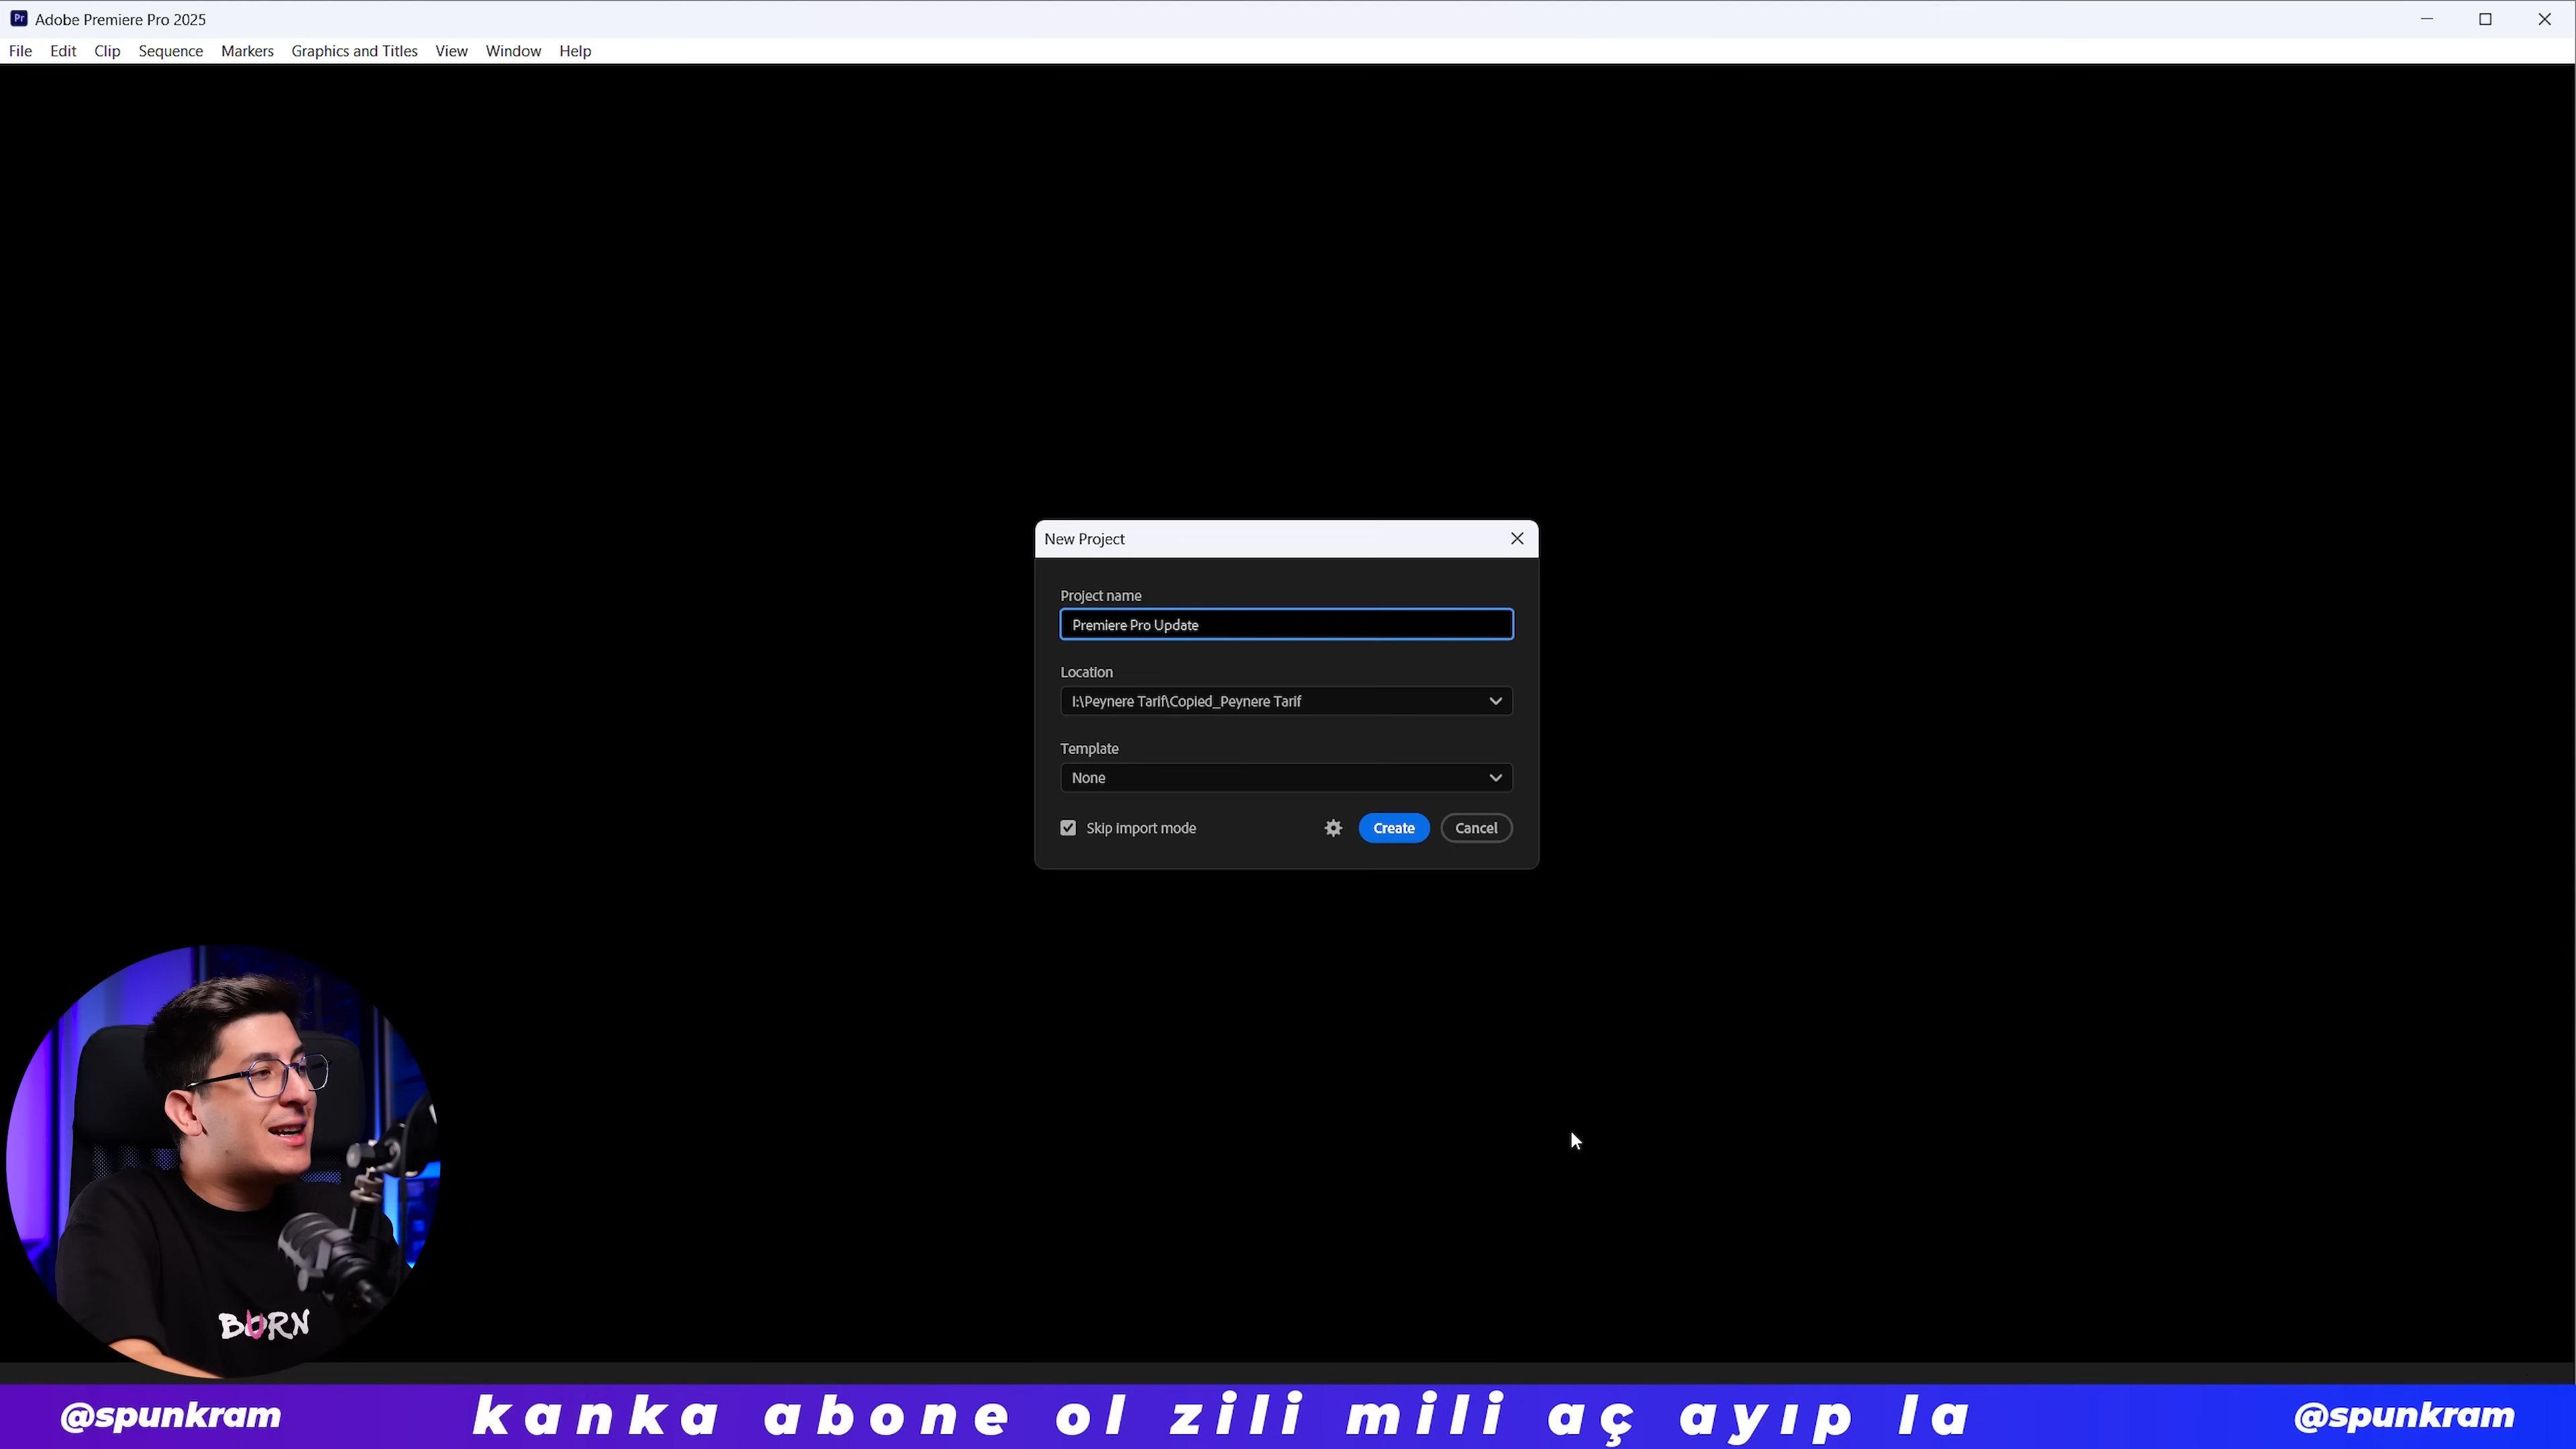 Pr Adobe Premiere Pro 2025
File Edit Clip Sequence Markers Graphics and Titles View Window Help
New Project
Project name
Premiere Pro Update
Location
I:\Peynere Tarif\Copied_Peynere Tarif
Template
None
Skip import mode
Create
Cancel
BURN
@spunkram
kanka abone ol zili mili aç ayıp la
@spunkram